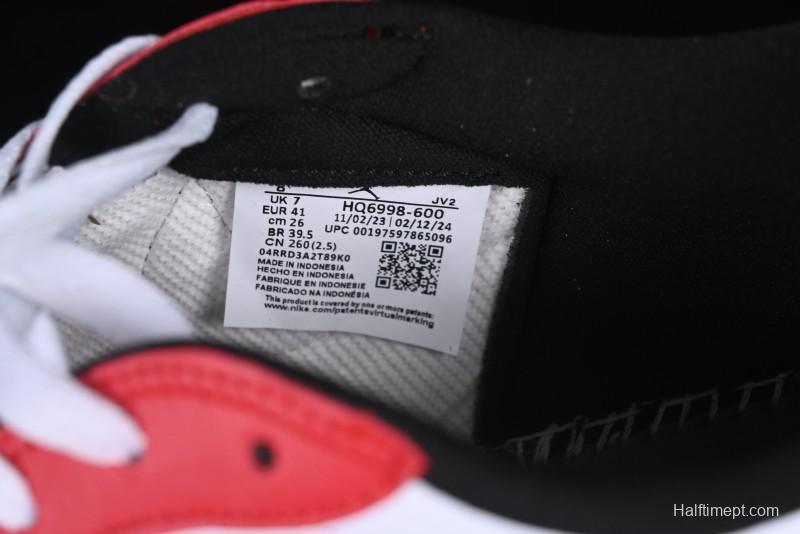 8
JV2
UK 7
HQ6998-600
EUR 41
11/02/23 | 02/12/24
cm 26
UPC 00197597865096
BR 39.5
CN 260(2.5)
04RRD3A2T89K0
MADE IN INDONESIA
HECHO EN INDONESIA
FABRIQUE EN INDONESIE
FABRICADO NA INDONÉSIA
This product is covered by one or more patents:
www.nike.com/patentsvirtualmarking
Halftimept.com